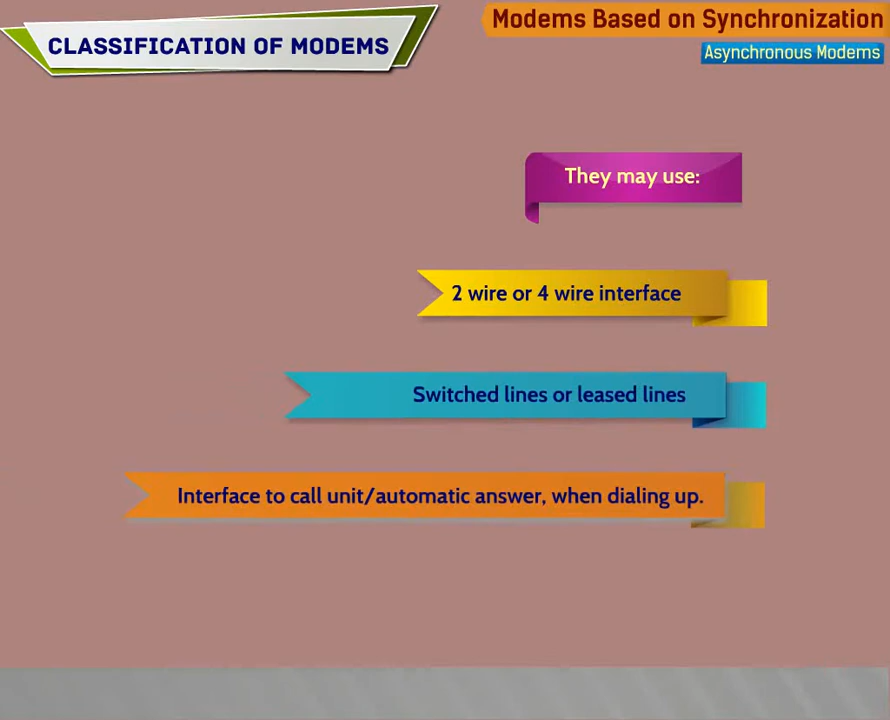 CLASSIFICATION OF MODEMS
Modems Based on Synchronization
Asynchronous Modems
They may use:
2 wire or 4 wire interface
Switched lines or leased lines
Interface to call unit/automatic answer, when dialing up.